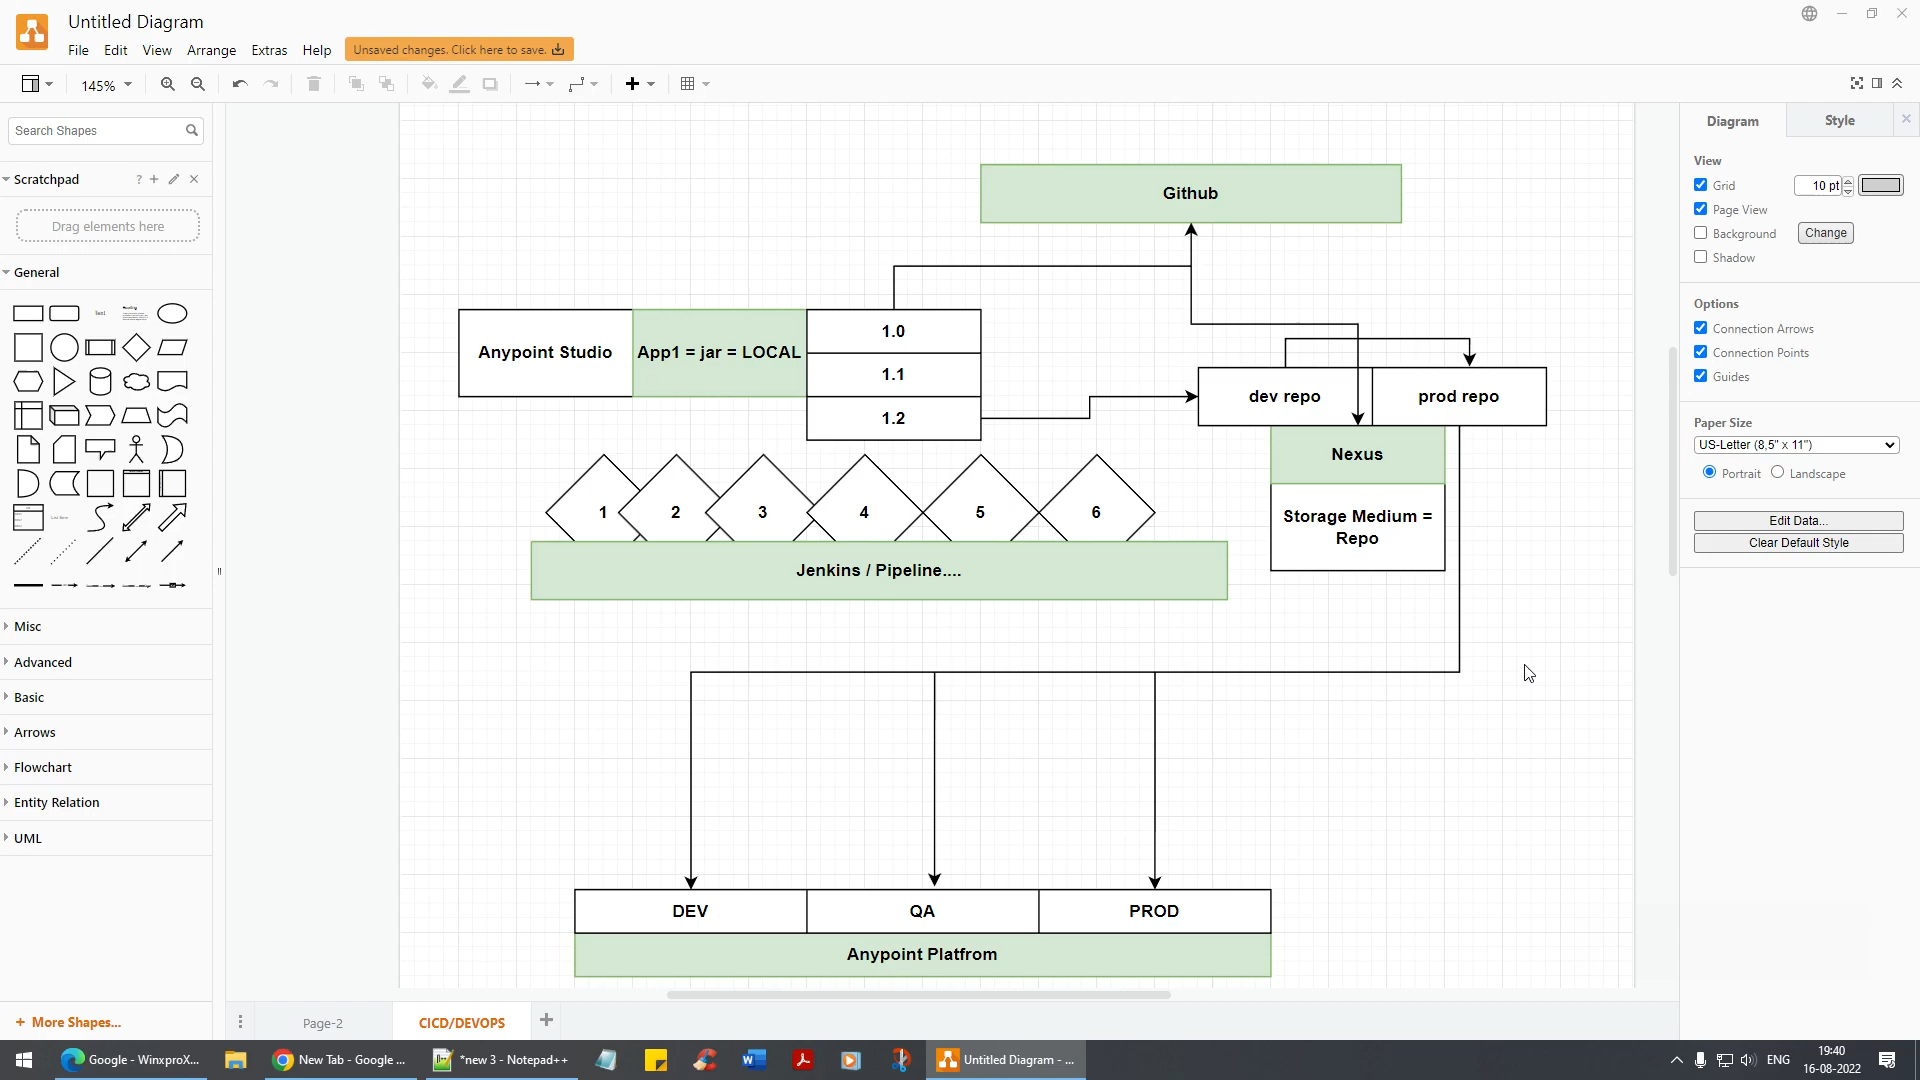 Untitled Diagram
File Edit View Arrange Extras Help
Unsaved changes. Click here to save.
145%
Search Shapes
Scratchpad
?
Drag elements here
General
Text
Heading
List Item
Misc
Advanced
Basic
Arrows
Flowchart
Entity Relation
UML
+ More Shapes...
Github
Anypoint Studio
App1 = jar = LOCAL
1.0
1.1
1.2
dev repo
prod repo
Nexus
Storage Medium =
Repo
1
2
3
4
5
6
Jenkins / Pipeline....
DEV
QA
PROD
Anypoint Platfrom
Page-2
CICD/DEVOPS
Diagram
Style
View
Grid
10 pt
Page View
Background
Change
Shadow
Options
Connection Arrows
Connection Points
Guides
Paper Size
US-Letter (8,5" x 11")
Portrait
Landscape
Edit Data...
Clear Default Style
Google - WinxproX...
New Tab - Google ...
*new 3 - Notepad++
Untitled Diagram - ...
ENG
19:40
16-08-2022